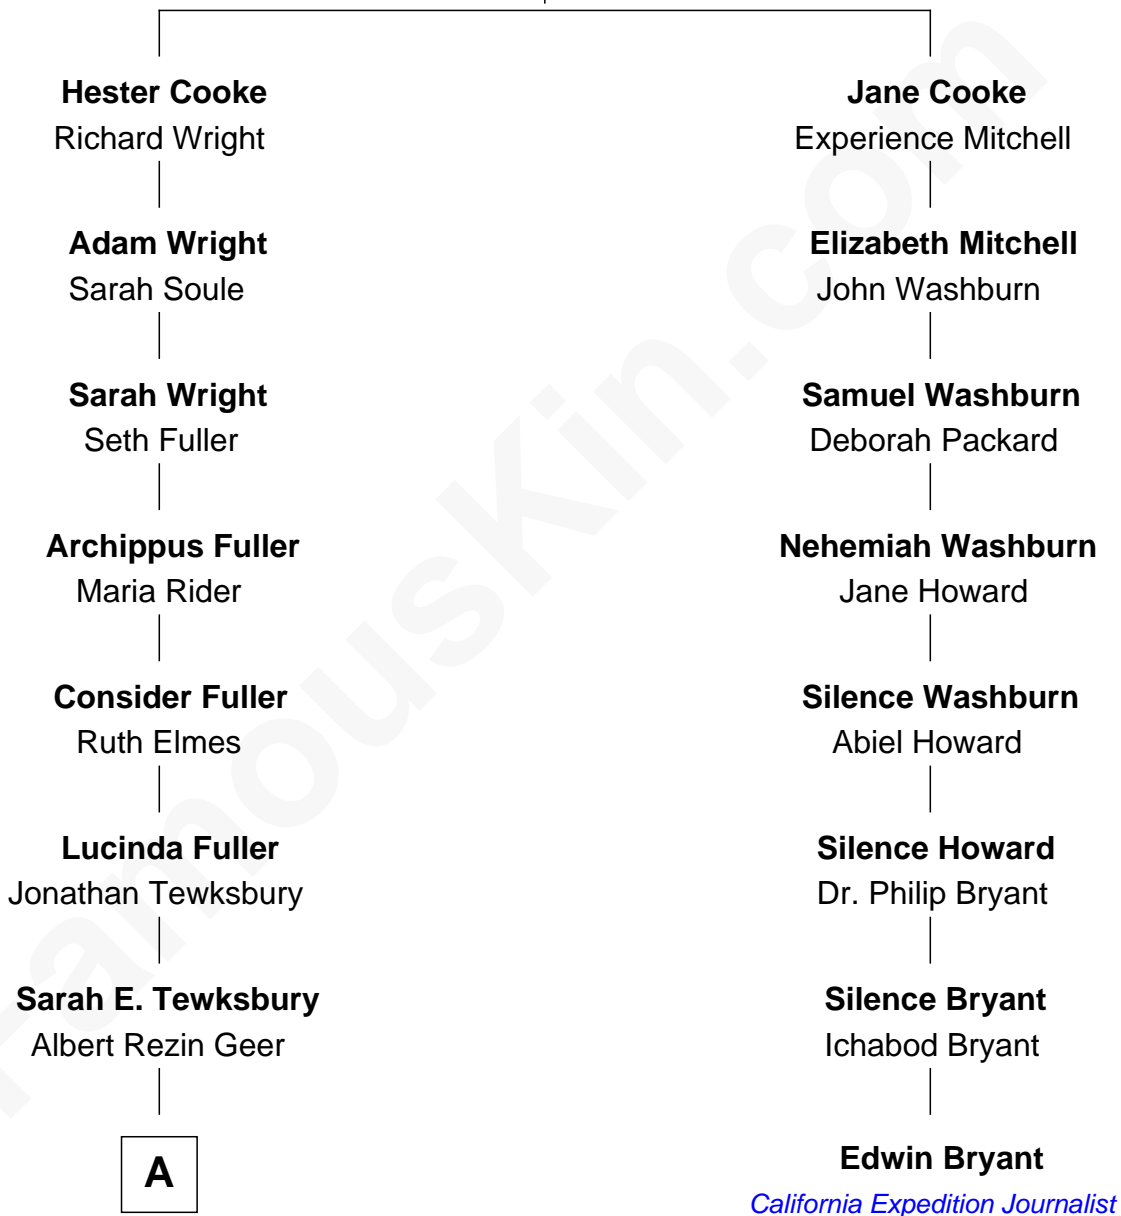 Hester Cooke
Richard Wright
Adam Wright
Sarah Soule
Sarah Wright
Seth Fuller
Archippus Fuller
Maria Rider
Consider Fuller
Ruth Elmes
Lucinda Fuller
Jonathan Tewksbury
Sarah E. Tewksbury
Albert Rezin Geer
A
Jane Cooke
Experience Mitchell
Elizabeth Mitchell
John Washburn
Samuel Washburn
Deborah Packard
Nehemiah Washburn
Jane Howard
Silence Washburn
Abiel Howard
Silence Howard
Dr. Philip Bryant
Silence Bryant
Ichabod Bryant
Edwin Bryant
California Expedition Journalist
FamousKin.com